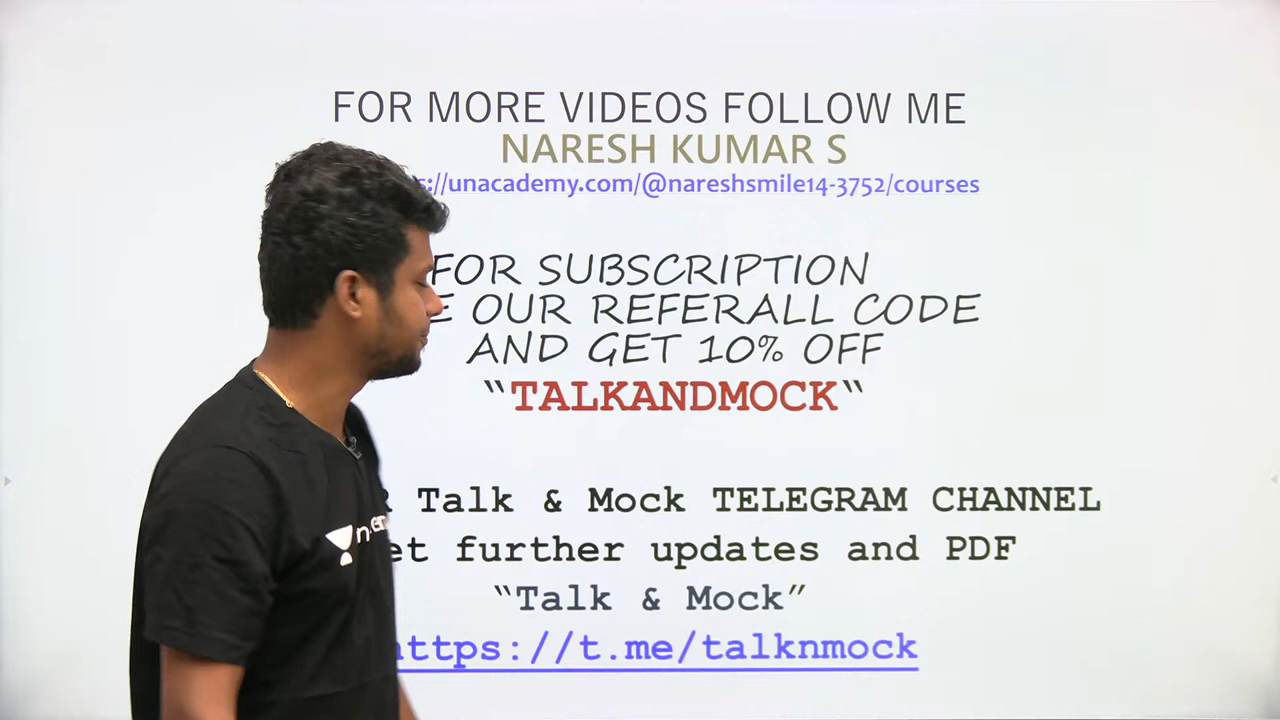 FOR MORE VIDEOS FOLLOW ME
NARESH KUMAR S
://unacademy.com/@nareshsmile14-3752/courses
FOR SUBSCRIPTION
E OUR REFERALL CODE
AND GET 10% OFF
“TALKANDMOCK“
R Talk & Mock TELEGRAM CHANNEL
et further updates and PDF
“Talk & Mock”
https://t.me/talknmock